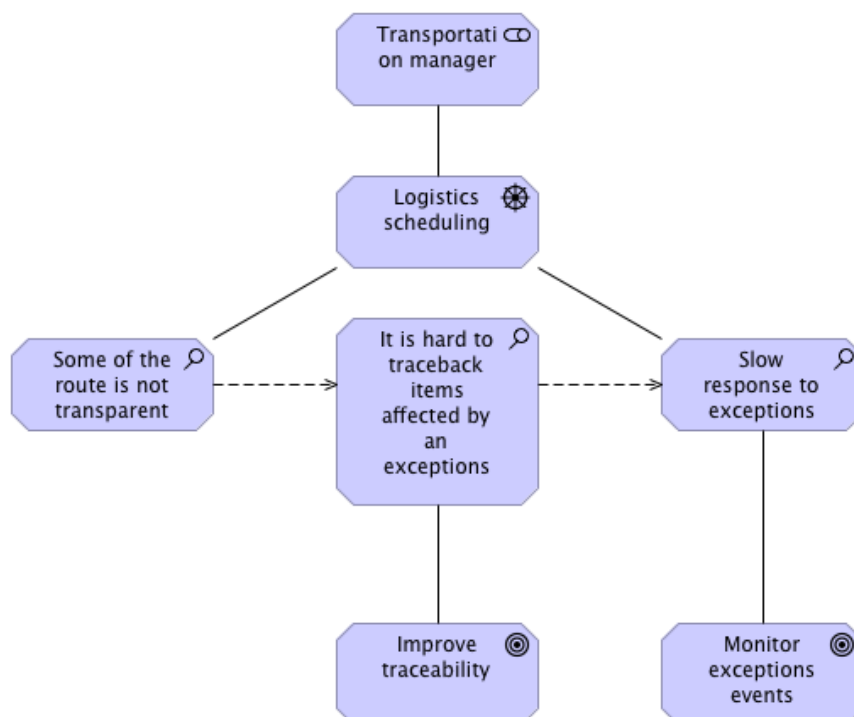 Transportati
on manager
Logistics
scheduling
Some of the
route is not
transparent
It is hard to
traceback
items
affected by
an
exceptions
Slow
response to
exceptions
Improve
traceability
Monitor
exceptions
events